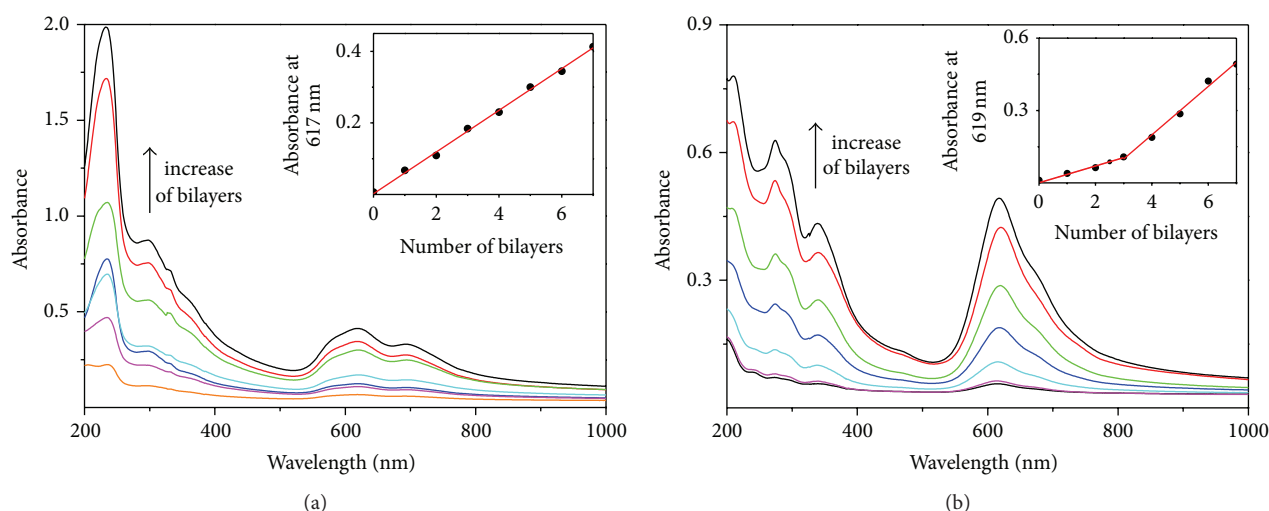 (a)
2.0
1.5
1.0
0.5
Absorbance
200
400
600
800
1000
Wavelength (nm)
increase
of bilayers
0.4
0.2
Absorbance at
617 nm
0
2
4
6
Number of bilayers
(a)
(b)
0.9
0.6
0.3
Absorbance
200
400
600
800
1000
Wavelength (nm)
increase
of bilayers
0.6
0.3
Absorbance at
619 nm
0
2
4
6
Number of bilayers
(b)